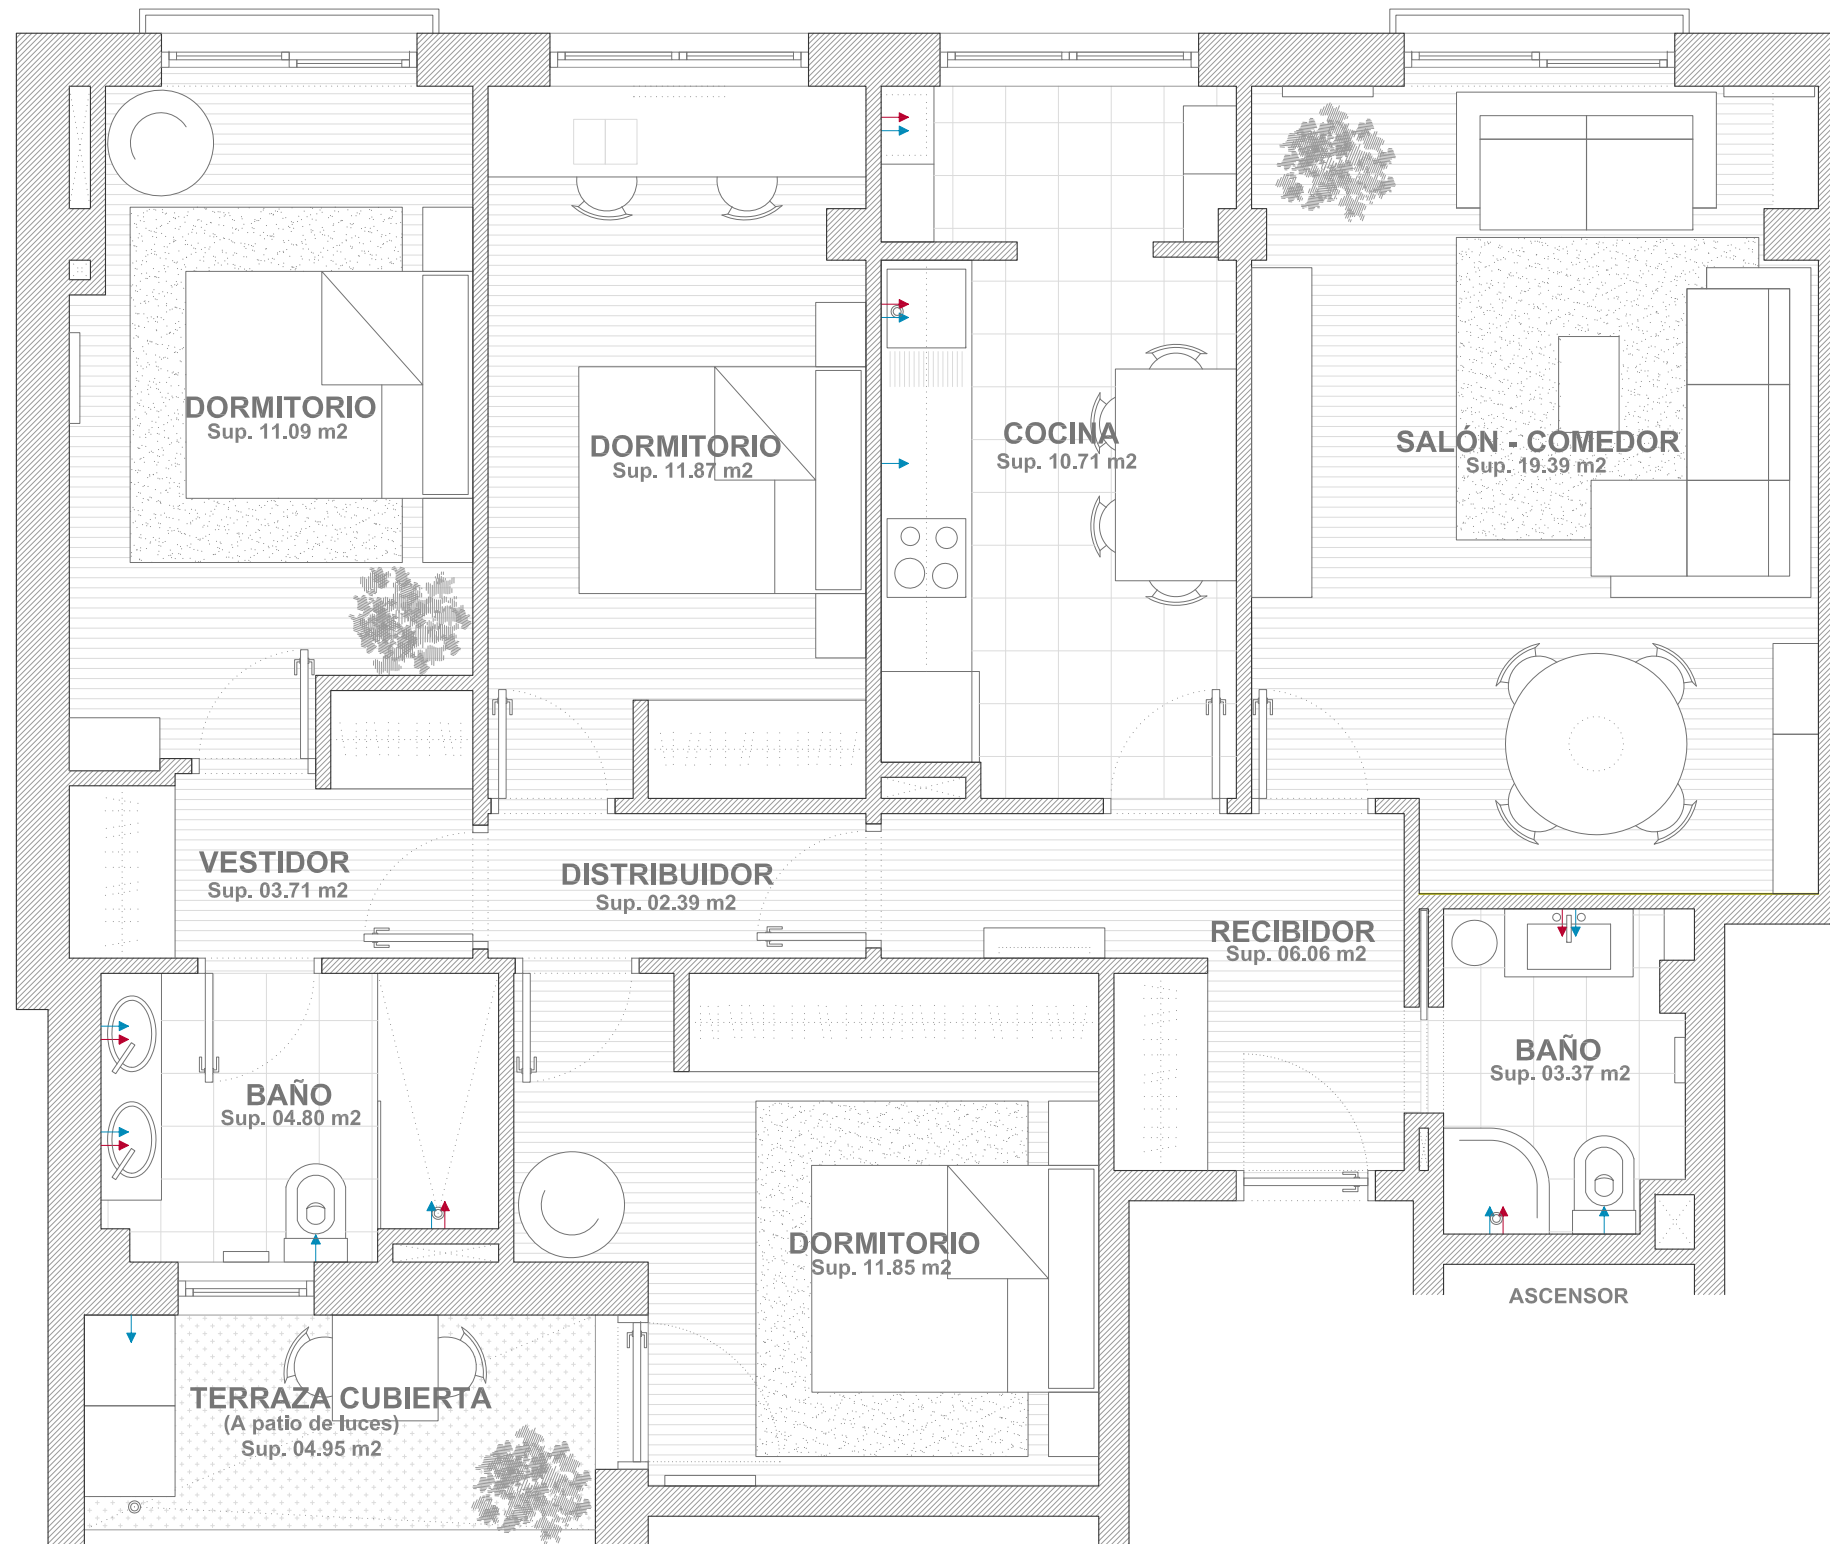 DORMITORIO
Sup. 11.09 m2
DORMITORIO
Sup. 11.87 m2
COCINA
Sup. 10.71 m2
SALÓN - COMEDOR
Sup. 19.39 m2
VESTIDOR
Sup. 03.71 m2
DISTRIBUIDOR
Sup. 02.39 m2
RECIBIDOR
Sup. 06.06 m2
BAÑO
Sup. 04.80 m2
BAÑO
Sup. 03.37 m2
DORMITORIO
Sup. 11.85 m2
ASCENSOR
TERRAZA CUBIERTA
(A patio de luces)
Sup. 04.95 m2